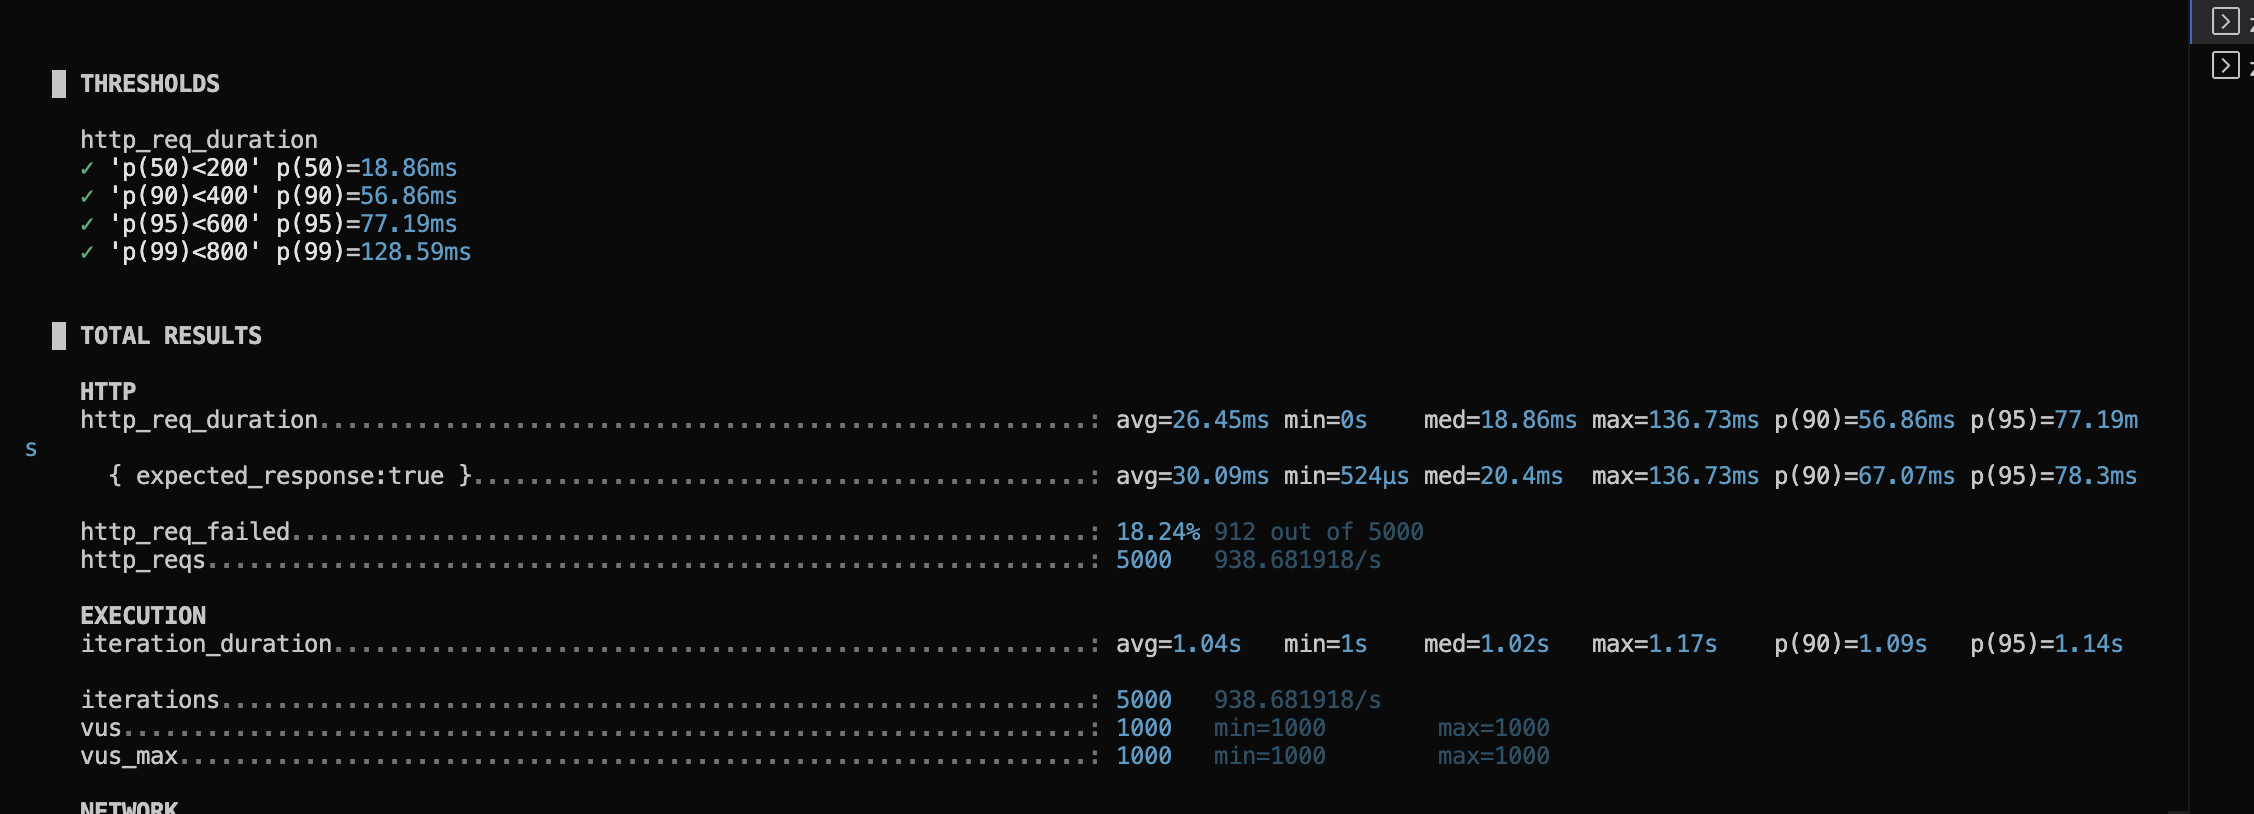 THRESHOLDS
http_req_duration
✓ 'p(50)<200' p(50)=18.86ms
✓ 'p(90)<400' p(90)=56.86ms
✓ 'p(95)<600' p(95)=77.19ms
✓ 'p(99)<800' p(99)=128.59ms
TOTAL RESULTS
HTTP
http_req_duration.......................................................: avg=26.45ms min=0s    med=18.86ms max=136.73ms p(90)=56.86ms p(95)=77.19m
s
{ expected_response:true }............................................: avg=30.09ms min=524µs med=20.4ms  max=136.73ms p(90)=67.07ms p(95)=78.3ms
http_req_failed.........................................................: 18.24% 912 out of 5000
http_reqs...............................................................: 5000   938.681918/s
EXECUTION
iteration_duration......................................................: avg=1.04s   min=1s    med=1.02s   max=1.17s    p(90)=1.09s   p(95)=1.14s
iterations..............................................................: 5000   938.681918/s
vus.....................................................................: 1000   min=1000        max=1000
vus_max.................................................................: 1000   min=1000        max=1000
NETWORK